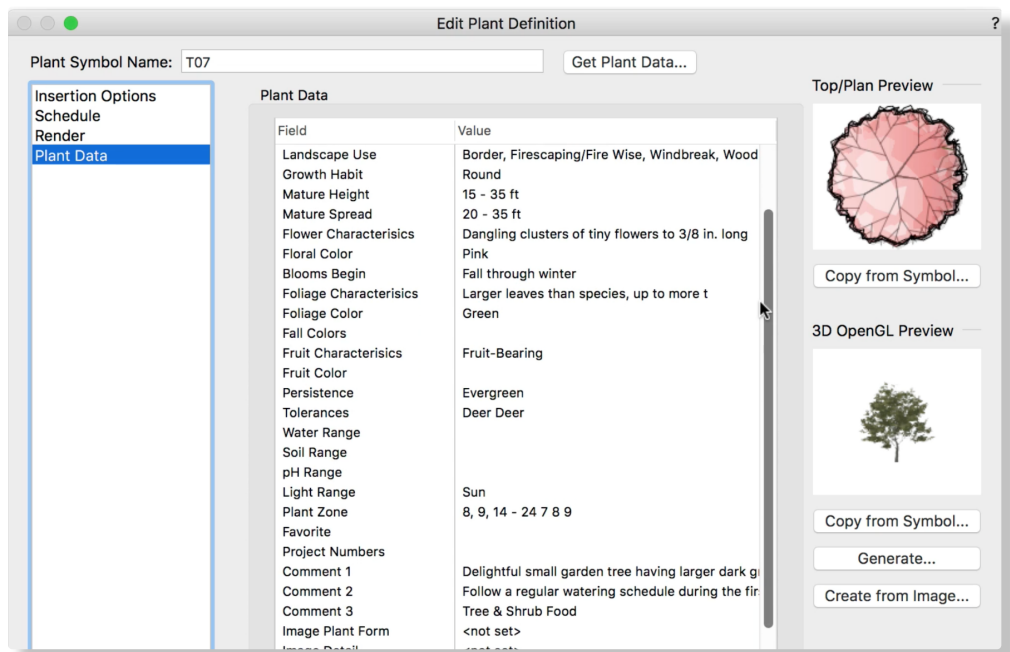 Edit Plant Definition
?
Plant Symbol Name: T07 Get Plant Data...
Insertion Options
Schedule
Render
Plant Data
Plant Data
Field Value
Landscape Use Border, Firescaping/Fire Wise, Windbreak, Wood
Growth Habit Round
Mature Height 15 - 35 ft
Mature Spread 20 - 35 ft
Flower Characterisics Dangling clusters of tiny flowers to 3/8 in. long
Floral Color Pink
Blooms Begin Fall through winter
Foliage Characterisics Larger leaves than species, up to more t
Foliage Color Green
Fall Colors
Fruit Characterisics Fruit-Bearing
Fruit Color
Persistence Evergreen
Tolerances Deer Deer
Water Range
Soil Range
pH Range
Light Range Sun
Plant Zone 8, 9, 14 - 24 7 8 9
Favorite
Project Numbers
Comment 1 Delightful small garden tree having larger dark g
Comment 2 Follow a regular watering schedule during the fir
Comment 3 Tree & Shrub Food
Image Plant Form <not set>
Image Detail <not set>
Top/Plan Preview
Copy from Symbol...
3D OpenGL Preview
Copy from Symbol...
Generate...
Create from Image...